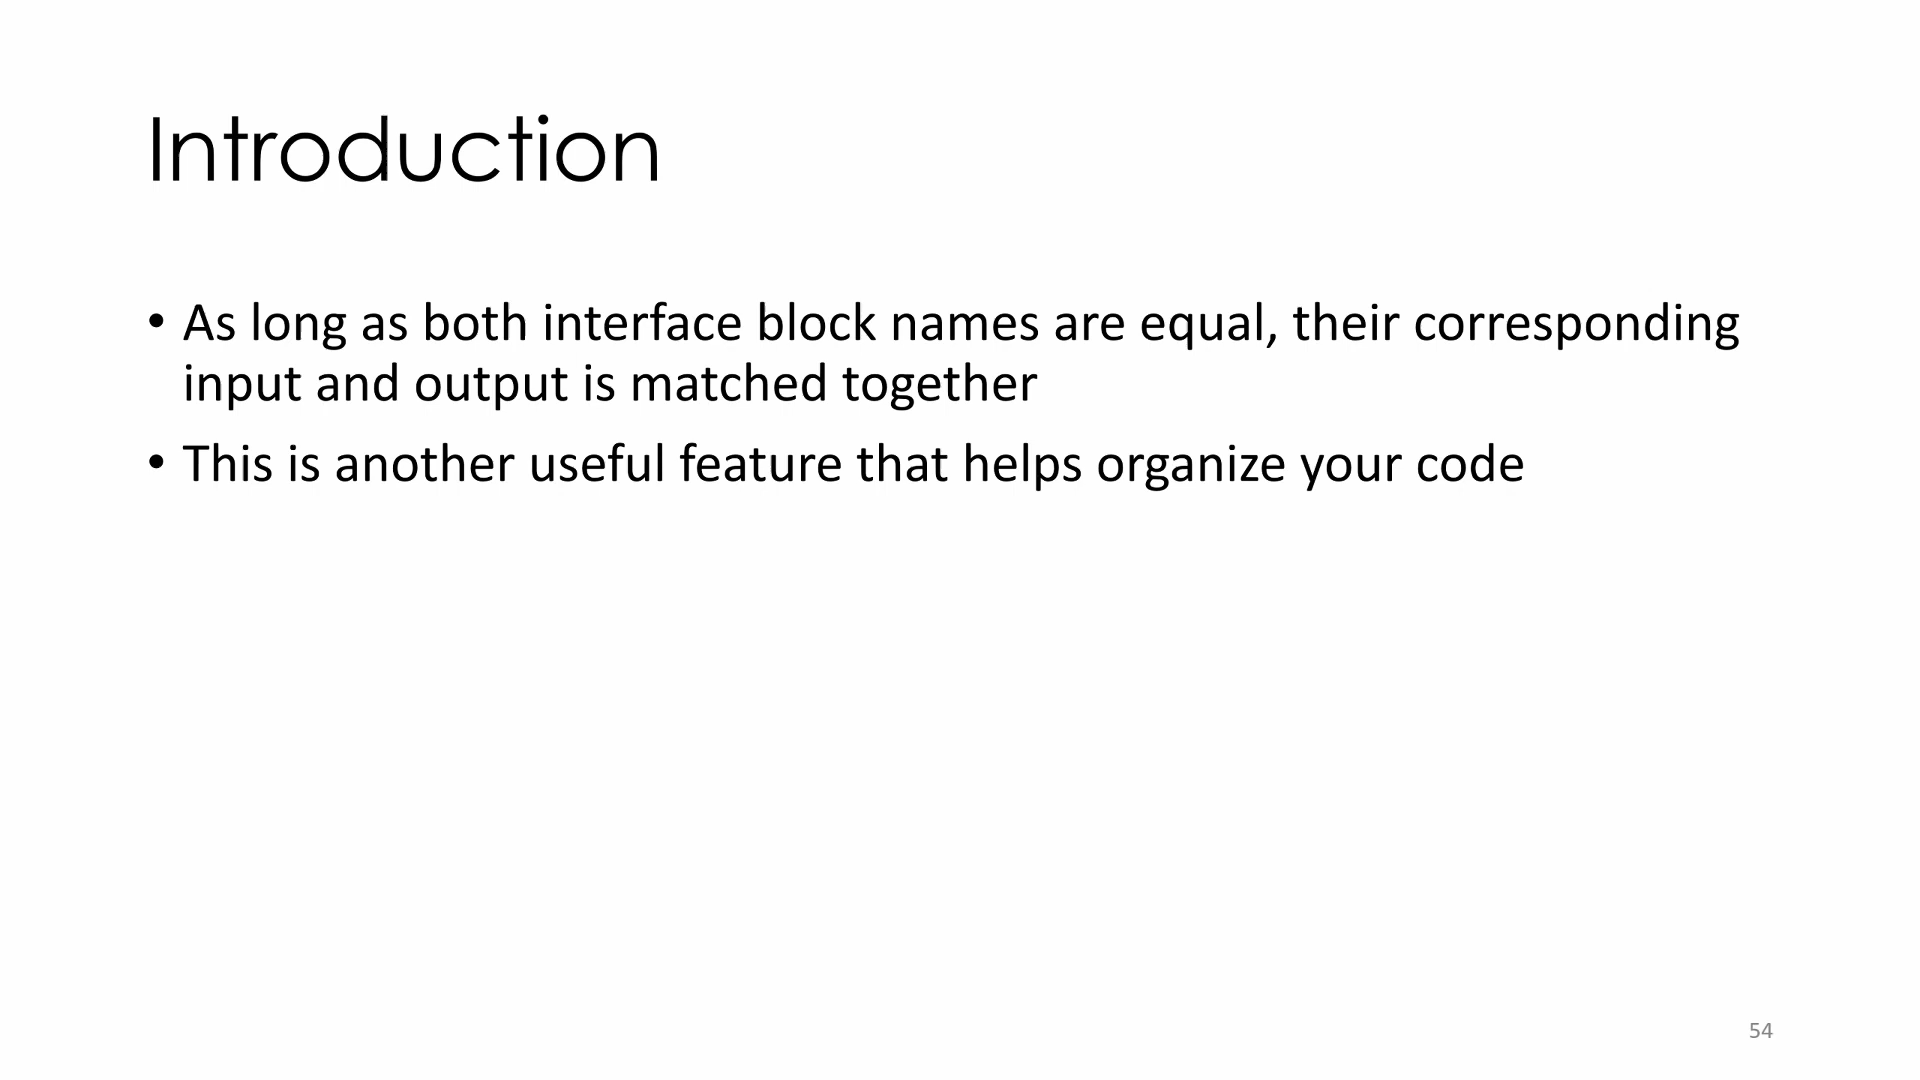 Introduction
• As long as both interface block names are equal, their corresponding
input and output is matched together
• This is another useful feature that helps organize your code
54